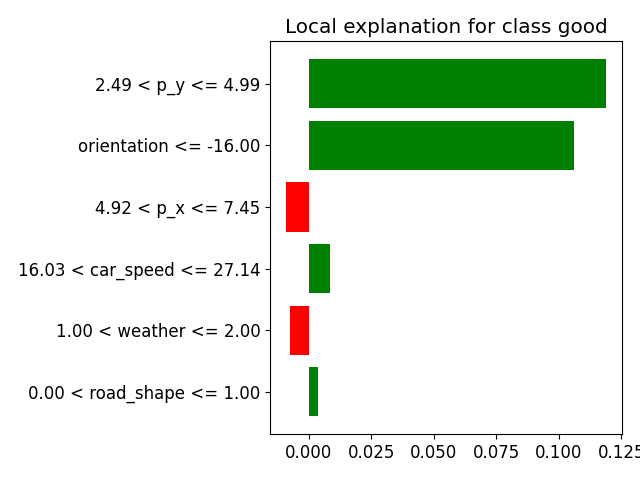 Local explanation for class good
2.49 < p_y <= 4.99
orientation <= -16.00
4.92 < p_x <= 7.45
16.03 < car_speed <= 27.14
1.00 < weather <= 2.00
0.00 < road_shape <= 1.00
0.000 0.025 0.050 0.075 0.100 0.125